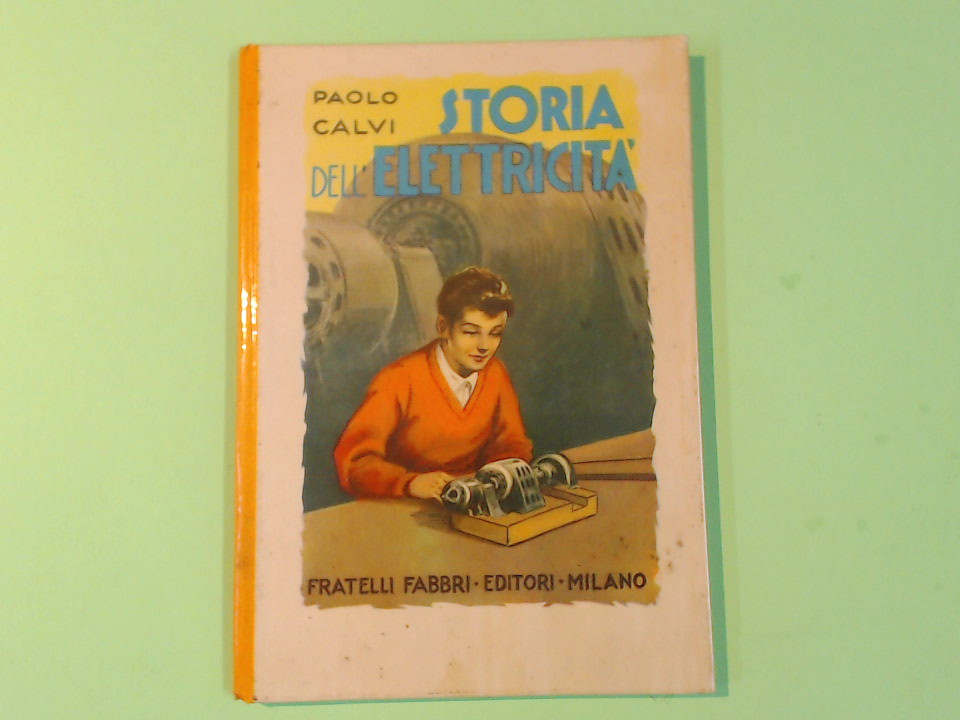 PAOLO
CALVI
STORIA
DELL'ELETTRICITA'
FRATELLI FABBRI · EDITORI · MILANO